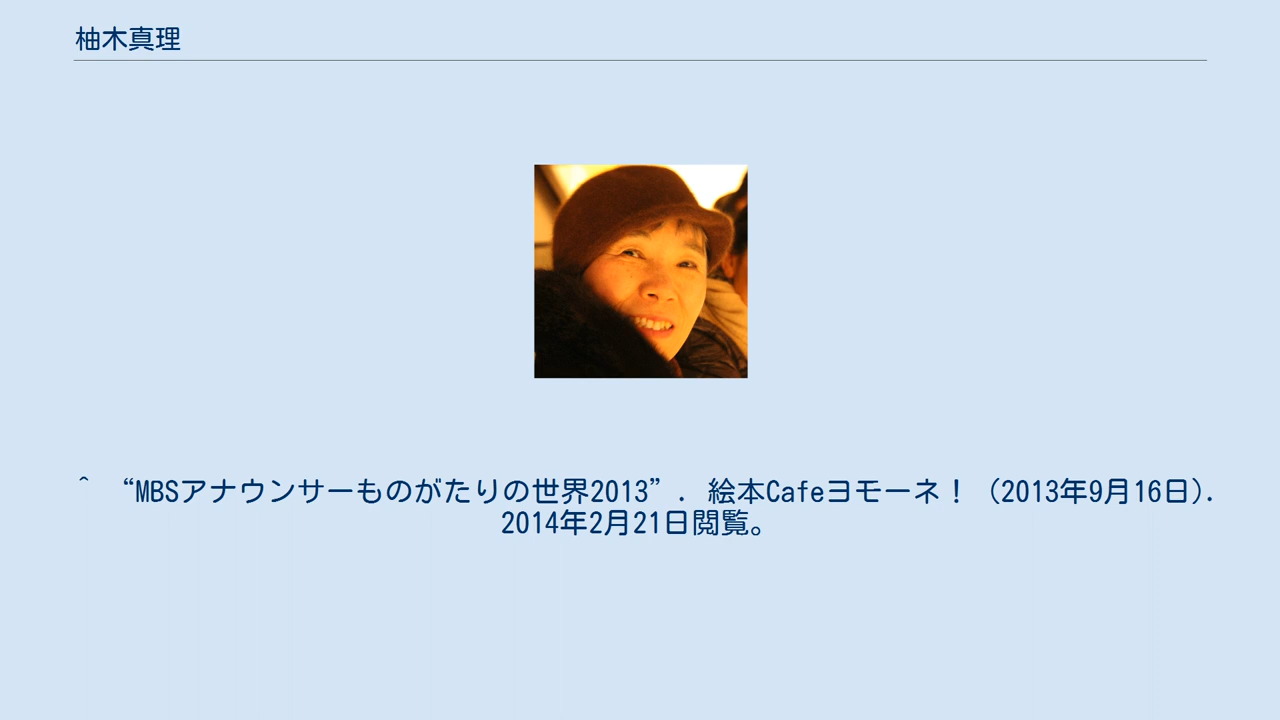 柚木真理
^ “MBSアナウンサーものがたりの世界2013”. 絵本Cafeヨモーネ！ (2013年9月16日).
2014年2月21日閲覧。